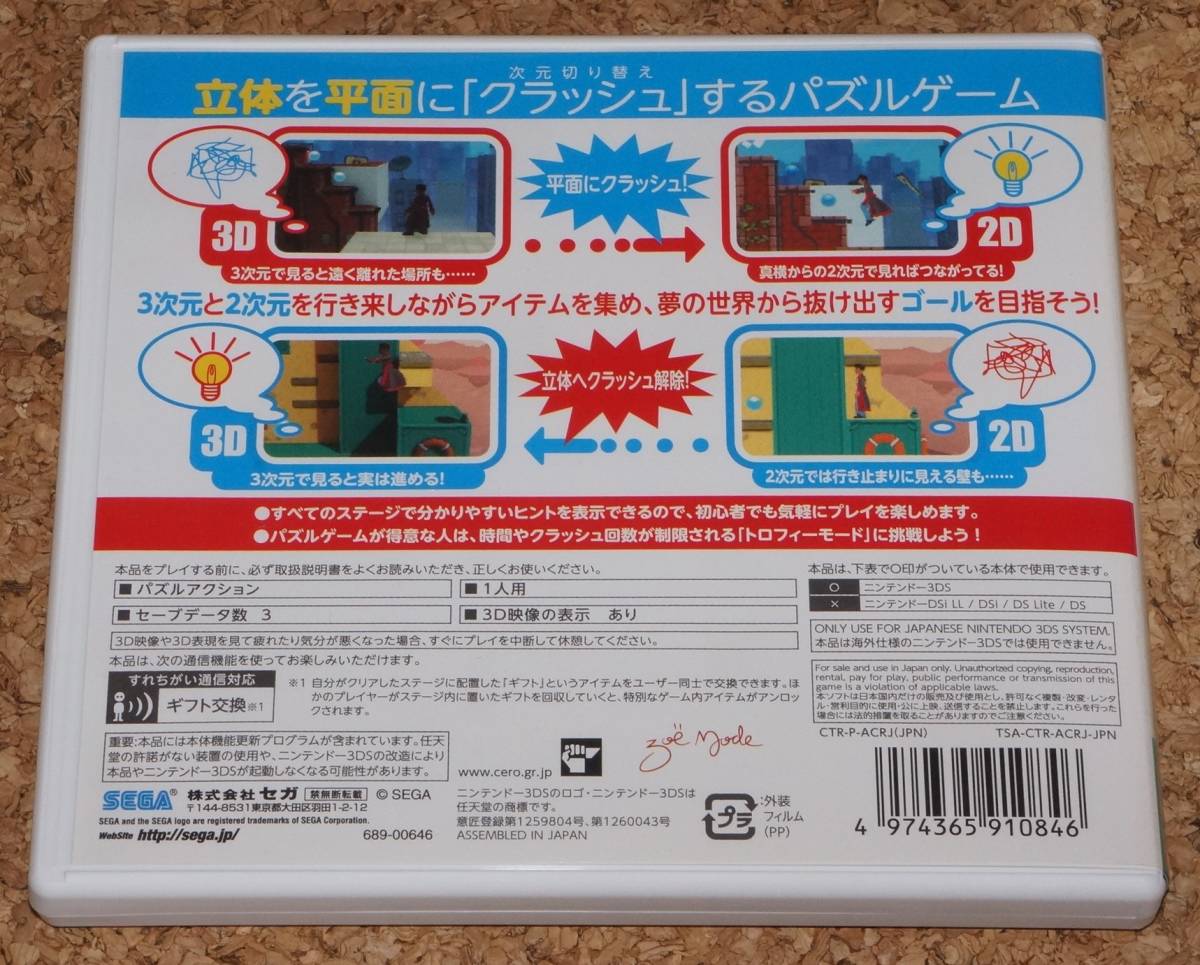 次元切り替え
立体を平面に「クラッシュ」するパズルゲーム
平面にクラッシュ!
3D
2D
3次元で見ると遠く離れた場所も……
真横からの2次元で見ればつながってる!
3次元と2次元を行き来しながらアイテムを集め、夢の世界から抜け出すゴールを目指そう!
立体へクラッシュ解除!
3D
2D
3次元で見ると実は進める!
2次元では行き止まりに見える壁も……
●すべてのステージで分かりやすいヒントを表示できるので、初心者でも気軽にプレイを楽しめます。
●パズルゲームが得意な人は、時間やクラッシュ回数が制限される「トロフィーモード」に挑戦しよう!
本品をプレイする前に、必ず取扱説明書をよくお読みいただき、正しくお使いください。
■パズルアクション
■1人用
■セーブデータ数 3
■3D映像の表示 あり
3D映像や3D表現を見て疲れたり気分が悪くなった場合、すぐにプレイを中断して休憩してください。
本品は、次の通信機能を使ってお楽しみいただけます。
すれちがい通信対応
ギフト交換※1
※1 自分がクリアしたステージに配置した「ギフト」というアイテムをユーザー同士で交換できます。ほ
かのプレイヤーがステージ内に置いたギフトを回収していくと、特別なゲーム内アイテムがアンロッ
クされます。
本品は、下表で○印がついている本体で使用できます。
○ ニンテンドー3DS
× ニンテンドーDSi LL / DSi / DS Lite / DS
ONLY USE FOR JAPANESE NINTENDO 3DS SYSTEM.
本品は海外仕様のニンテンドー3DSでは使用できません。
For sale and use in Japan only. Unauthorized copying, reproduction,
rental, pay for play, public performance or transmission of this
game is a violation of applicable laws.
本ソフトは日本国内だけの販売及び使用とし、許可なく複製・改変・レンタ
ル・営利目的に使用・公に上映、送信することを禁止します。これらを行った
場合には法的措置を取ることがありますのでご注意ください。
CTR-P-ACRJ(JPN)
TSA-CTR-ACRJ-JPN
重要:本品には本体機能更新プログラムが含まれています。任天
堂の許諾がない装置の使用や、ニンテンドー3DSの改造により
本品やニンテンドー3DSが起動しなくなる可能性があります。
www.cero.gr.jp
zoë mode
SEGA® 株式会社セガ 禁無断転載 © SEGA
〒144-8531東京都大田区羽田1-2-12
SEGA and the SEGA logo are registered trademarks of SEGA Corporation.
WebSite http://sega.jp/
689-00646
ニンテンドー3DSのロゴ・ニンテンドー3DSは
任天堂の商標です。
意匠登録第1259804号、第1260043号
ASSEMBLED IN JAPAN
プラ
:外装
フィルム
(PP)
4 974365 910846